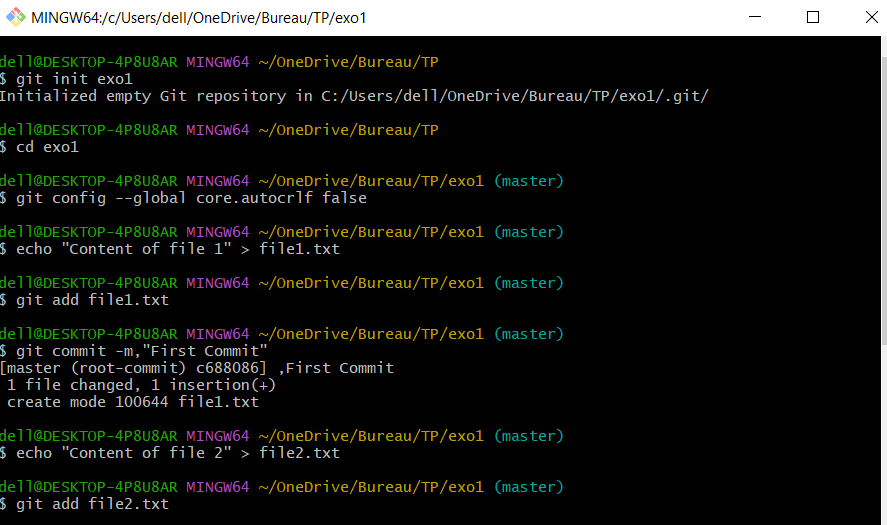 MINGW64:/c/Users/dell/OneDrive/Bureau/TP/exo1
dell@DESKTOP-4P8U8AR MINGW64 ~/OneDrive/Bureau/TP
$ git init exo1
Initialized empty Git repository in C:/Users/dell/OneDrive/Bureau/TP/exo1/.git/
dell@DESKTOP-4P8U8AR MINGW64 ~/OneDrive/Bureau/TP
$ cd exo1
dell@DESKTOP-4P8U8AR MINGW64 ~/OneDrive/Bureau/TP/exo1 (master)
$ git config --global core.autocrlf false
dell@DESKTOP-4P8U8AR MINGW64 ~/OneDrive/Bureau/TP/exo1 (master)
$ echo "Content of file 1" > file1.txt
dell@DESKTOP-4P8U8AR MINGW64 ~/OneDrive/Bureau/TP/exo1 (master)
$ git add file1.txt
dell@DESKTOP-4P8U8AR MINGW64 ~/OneDrive/Bureau/TP/exo1 (master)
$ git commit -m,"First Commit"
[master (root-commit) c688086] ,First Commit
 1 file changed, 1 insertion(+)
 create mode 100644 file1.txt
dell@DESKTOP-4P8U8AR MINGW64 ~/OneDrive/Bureau/TP/exo1 (master)
$ echo "Content of file 2" > file2.txt
dell@DESKTOP-4P8U8AR MINGW64 ~/OneDrive/Bureau/TP/exo1 (master)
$ git add file2.txt